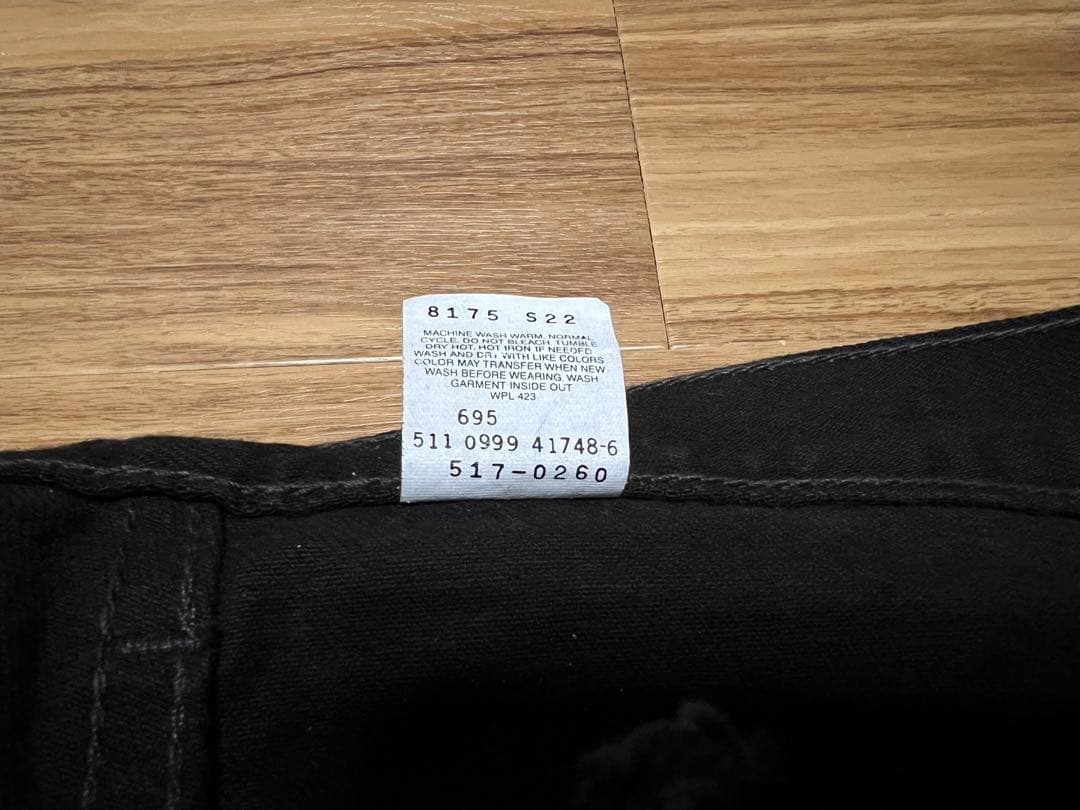 8175 S22
MACHINE WASH WARM. NORMAL
CYCLE. DO NOT BLEACH. TUMBLE
DRY HOT. HOT IRON IF NEEDED
WASH AND DRY WITH LIKE COLORS
COLOR MAY TRANSFER WHEN NEW
WASH BEFORE WEARING. WASH
GARMENT INSIDE OUT
WPL 423
695
511 0999 41748-6
517-0260